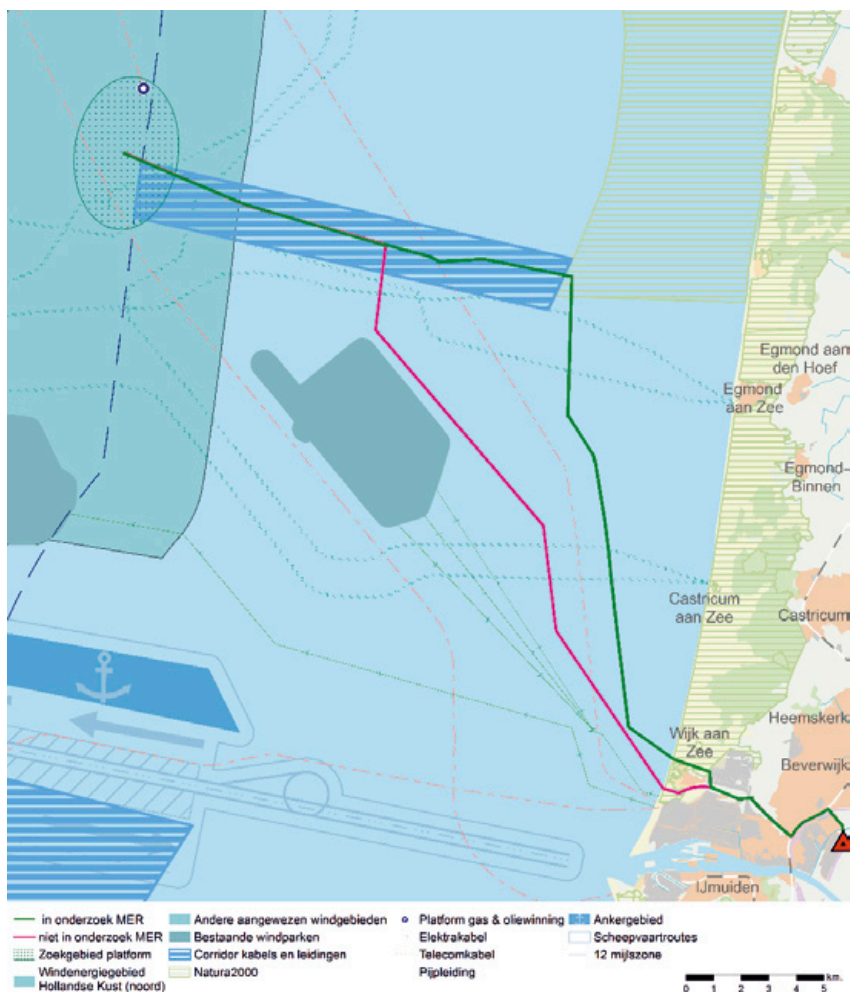 Egmond aan
den Hoef
Egmond
aan Zee
Egmond-
Binnen
Castricum
aan Zee
Castricum
Heemskerk
Wijk aan
Zee
Beverwijk
IJmuiden
in onderzoek MER
niet in onderzoek MER
Zoekgebied platform
Windenergiegebied
Hollandse Kust (noord)
Andere aangewezen windgebieden
Bestaande windparken
Corridor kabels en leidingen
Natura2000
Platform gas & oliewinning
Elektrakabel
Telecomkabel
Pijpleiding
Ankergebied
Scheepvaartroutes
12 mijlszone
km.
0 1 2 3 4 5